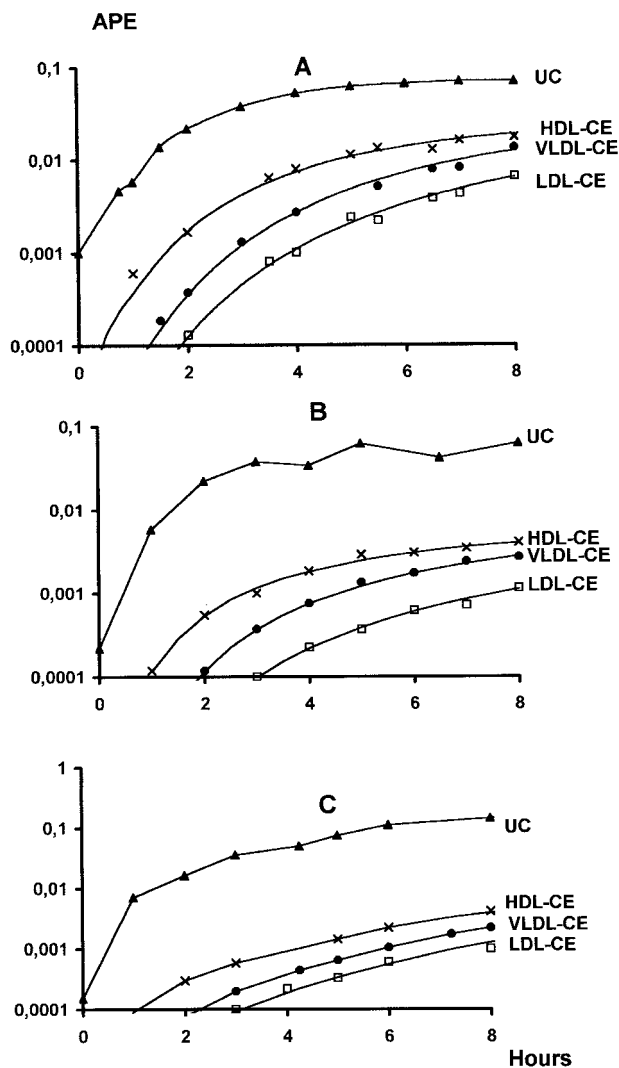 APE
A
0,1
UC
HDL-CE
0,01
VLDL-CE
LDL-CE
0,001
0,0001
0 2 4 6 8
B
0,1
UC
0,01
HDL-CE
0,001
VLDL-CE
LDL-CE
0,0001
0 2 4 6 8
1
C
0,1
UC
0,01
HDL-CE
VLDL-CE
0,001
LDL-CE
0,0001
0 2 4 6 8
Hours